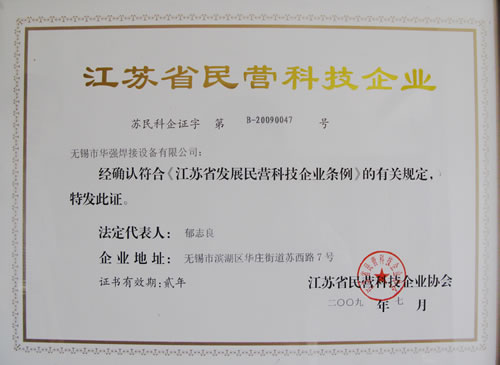 江苏省民营科技企业
苏民科企证字 第 B-20090047 号
无锡市华强焊接设备有限公司：
经确认符合《江苏省发展民营科技企业条例》的有关规定，
特发此证。
法定代表人：郁志良
企业地址：无锡市滨湖区华庄街道苏西路7号
证书有效期：贰年
江苏省民营科技企业协会
二〇〇九年七月